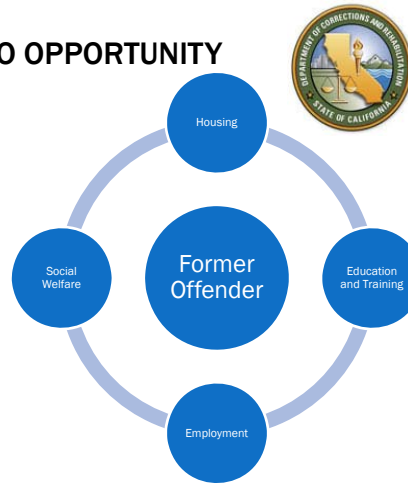 O OPPORTUNITY
DEPARTMENT OF CORRECTIONS AND REHABILITATION
STATE OF CALIFORNIA
Housing
Social
Welfare
Former
Offender
Education
and Training
Employment